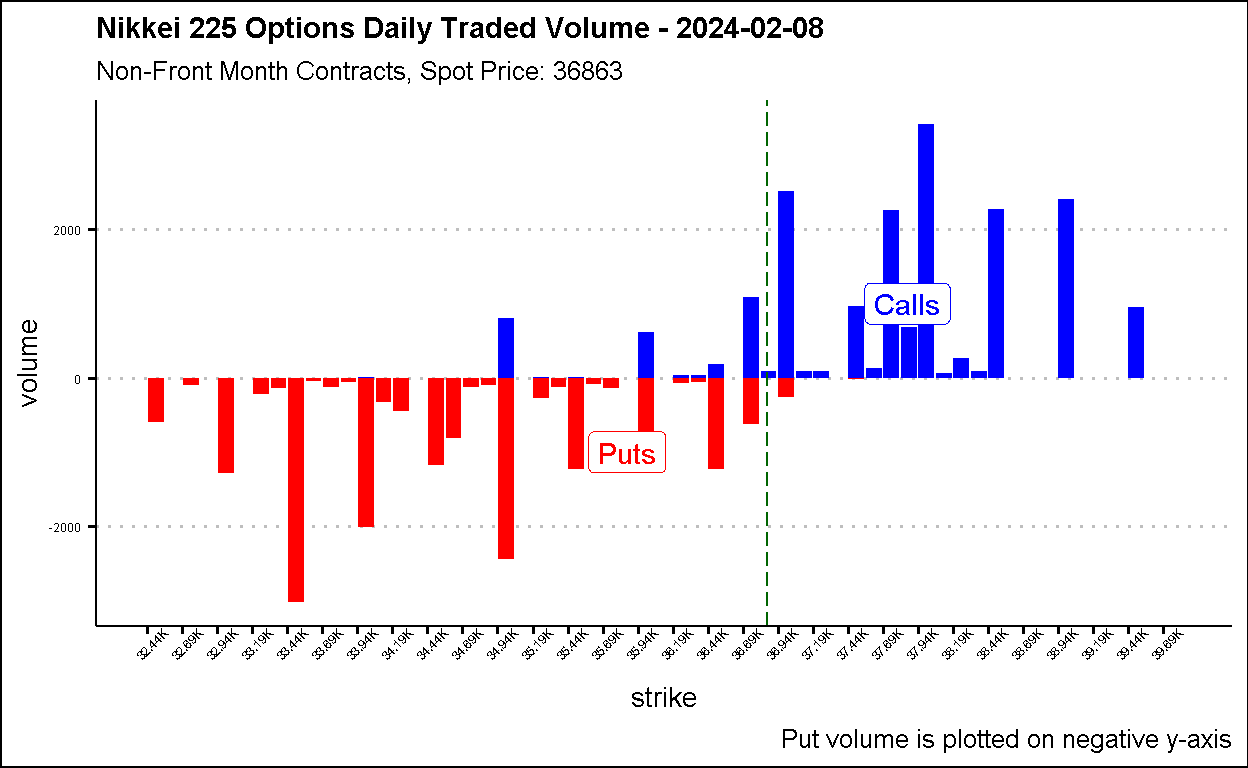 Nikkei 225 Options Daily Traded Volume - 2024-02-08
Non-Front Month Contracts, Spot Price: 36863
volume
2000
0
-2000
Calls
Puts
32.44K 32.69K 32.94K 33.19K 33.44K 33.69K 33.94K 34.19K 34.44K 34.69K 34.94K 35.19K 35.44K 35.69K 35.94K 36.19K 36.44K 36.69K 36.94K 37.19K 37.44K 37.69K 37.94K 38.19K 38.44K 38.69K 38.94K 39.19K 39.44K 39.69K
strike
Put volume is plotted on negative y-axis